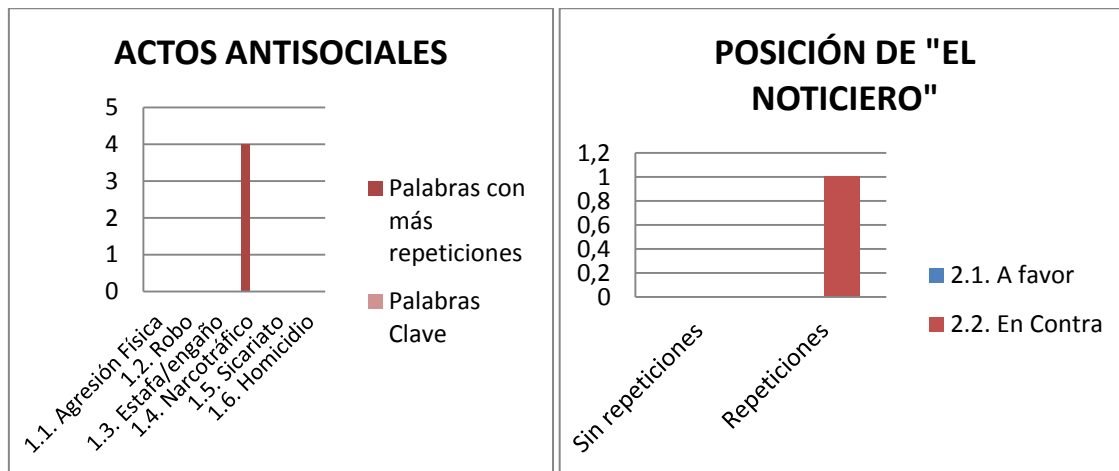 ACTOS ANTISOCIALES
5
4
3
2
1
0
1.1. Agresión Física
1.2. Robo
1.3. Estafa/engaño
1.4. Narcotráfico
1.5. Sicariato
1.6. Homicidio
Palabras con
más
repeticiones
Palabras
Clave
POSICIÓN DE "EL
NOTICIERO"
1,2
1
0,8
0,6
0,4
0,2
0
Sin repeticiones
Repeticiones
2.1. A favor
2.2. En Contra